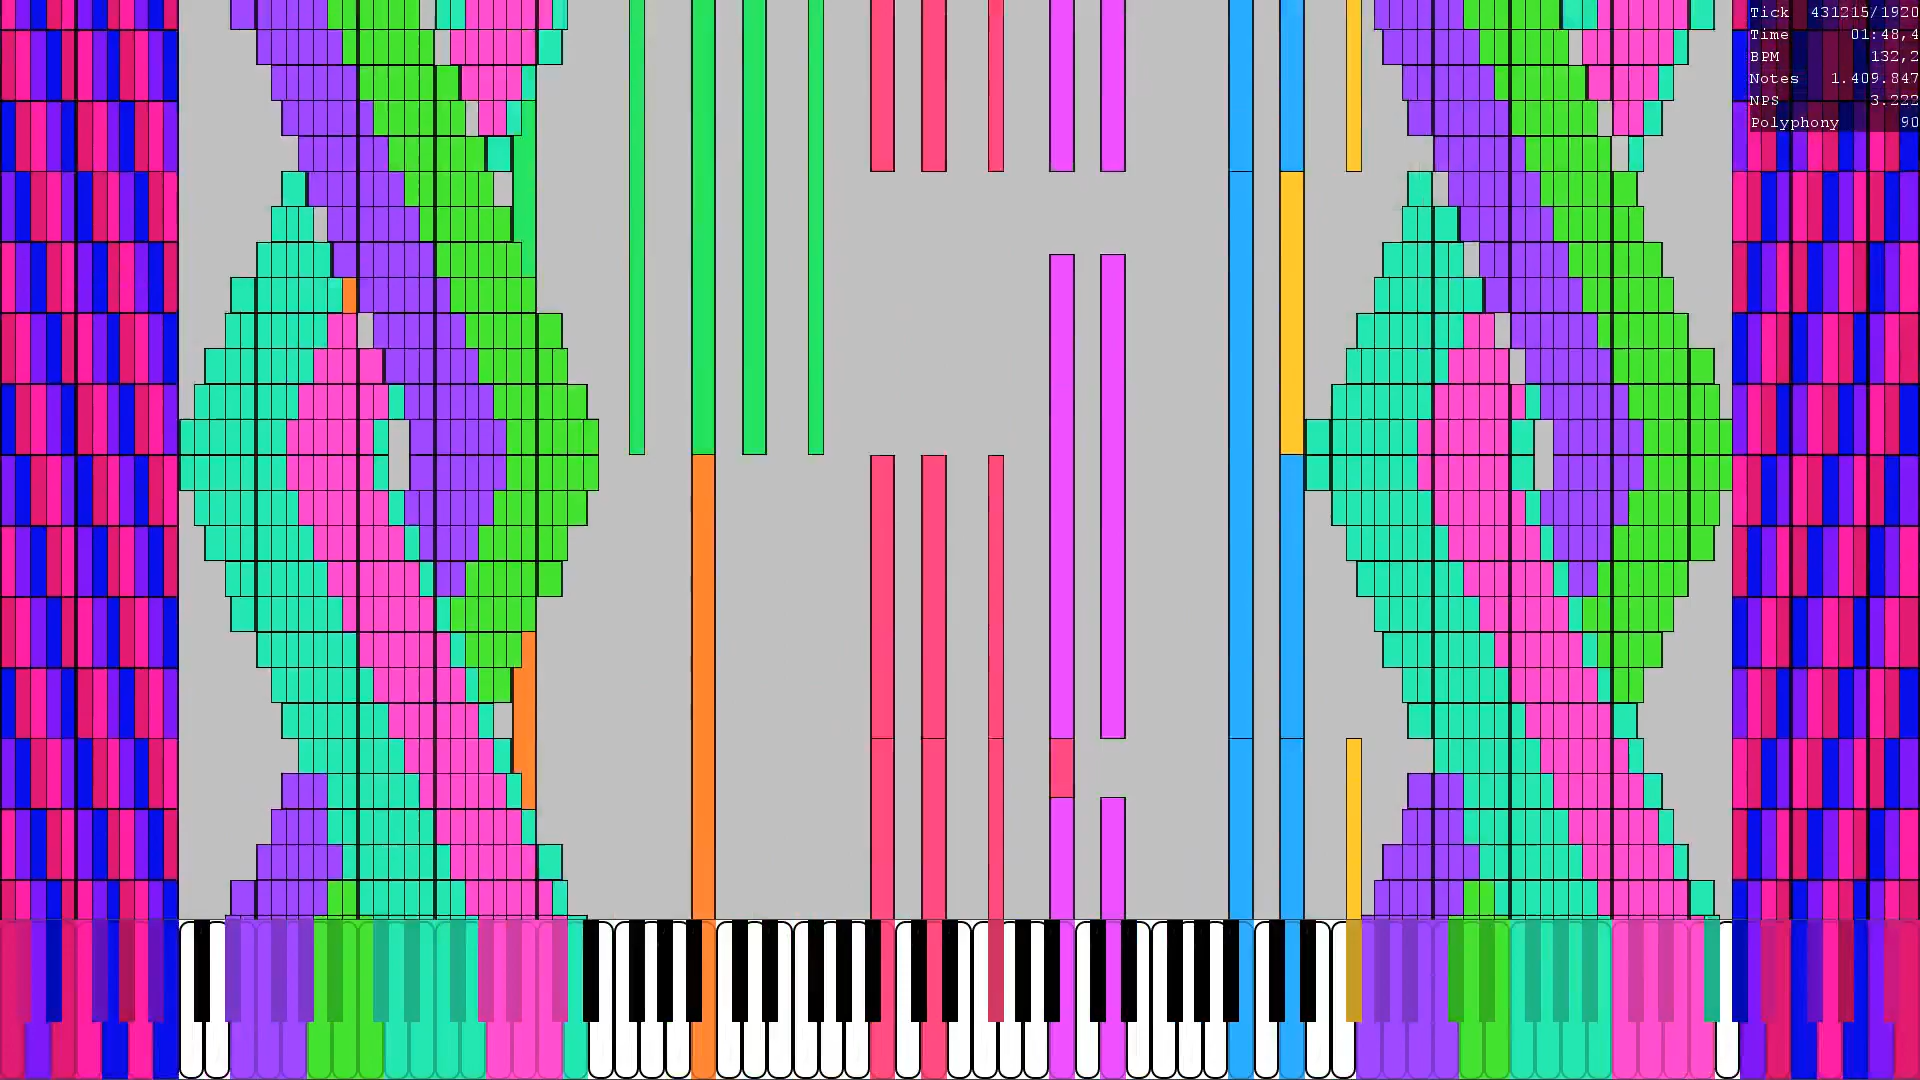 Tick 431215/1920
Time 01:48,4
BPM 132,2
Notes 1.409.847
NPS 3.222
Polyphony 90